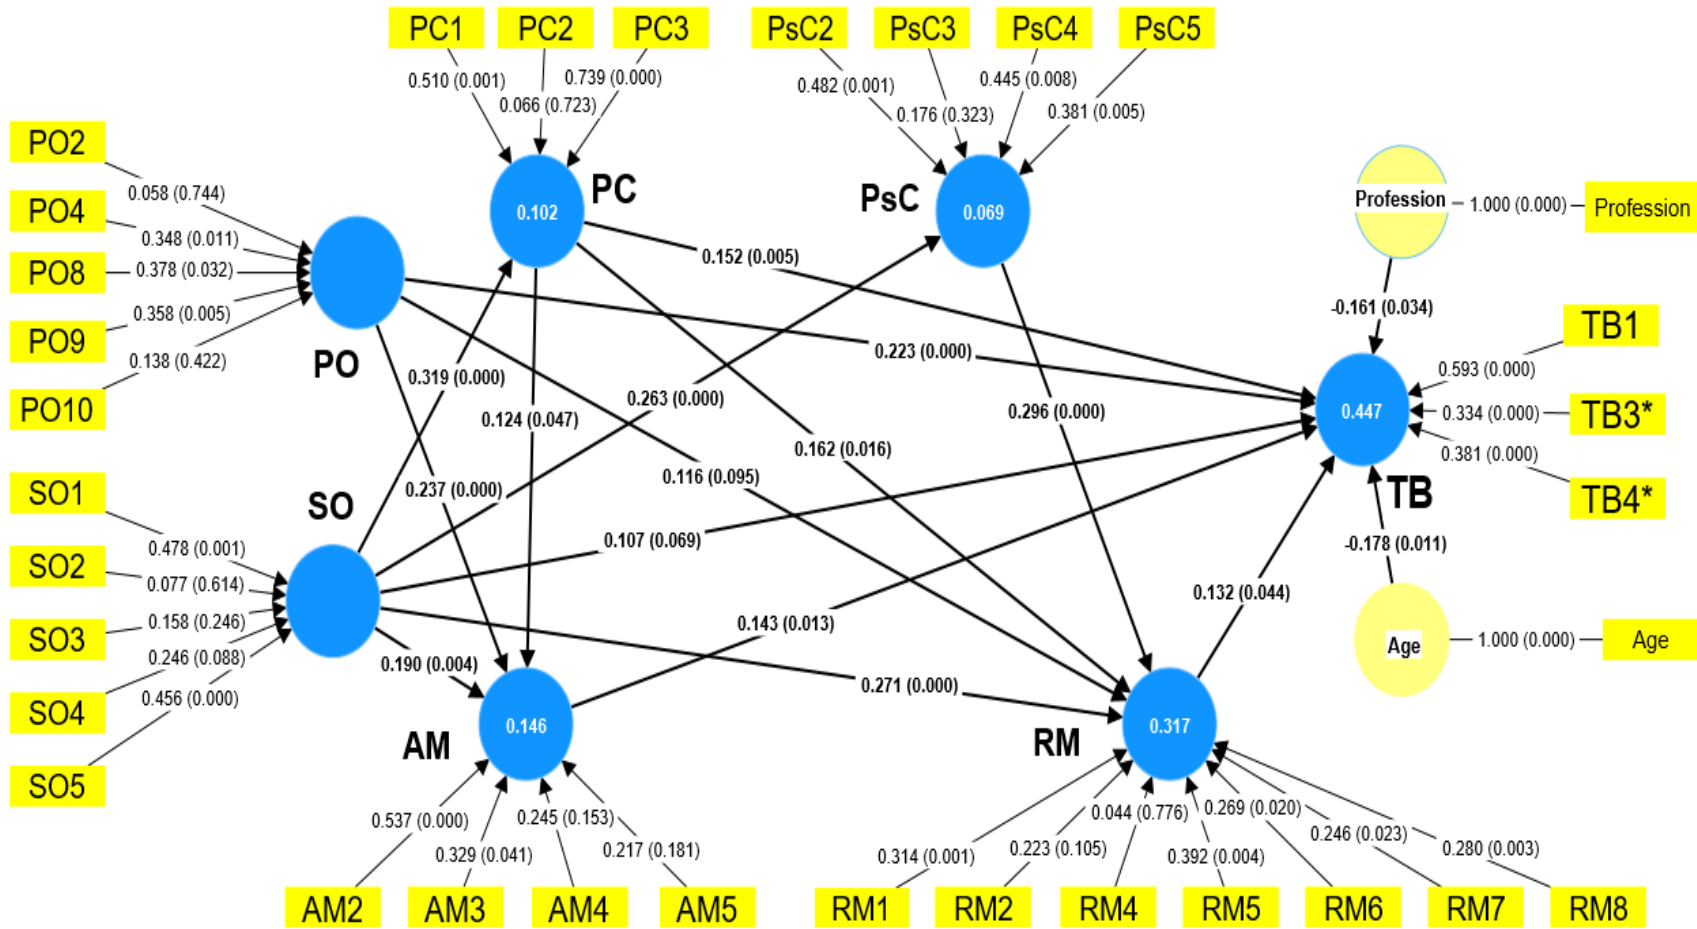 PC1
PC2
PC3
PsC2
PsC3
PsC4
PsC5
0.510 (0.001)
0.066 (0.723)
0.739 (0.000)
0.482 (0.001)
0.176 (0.323)
0.445 (0.008)
0.381 (0.005)
PO2
PO4
PO8
PO9
PO10
0.058 (0.744)
0.348 (0.011)
0.378 (0.032)
0.358 (0.005)
0.138 (0.422)
PO
0.102
PC
PsC
0.069
Profession
1.000 (0.000)
Profession
-0.161 (0.034)
0.152 (0.005)
0.223 (0.000)
0.319 (0.000)
0.263 (0.000)
0.124 (0.047)
0.296 (0.000)
0.162 (0.016)
0.116 (0.095)
0.237 (0.000)
0.107 (0.069)
0.143 (0.013)
0.132 (0.044)
0.190 (0.004)
0.271 (0.000)
0.447
TB
TB1
TB3*
TB4*
0.593 (0.000)
0.334 (0.000)
0.381 (0.000)
-0.178 (0.011)
Age
1.000 (0.000)
Age
SO
SO1
SO2
SO3
SO4
SO5
0.478 (0.001)
0.077 (0.614)
0.158 (0.246)
0.246 (0.088)
0.456 (0.000)
AM
0.146
RM
0.317
0.537 (0.000)
0.329 (0.041)
0.245 (0.153)
0.217 (0.181)
0.314 (0.001)
0.223 (0.105)
0.044 (0.776)
0.392 (0.004)
0.269 (0.020)
0.246 (0.023)
0.280 (0.003)
AM2
AM3
AM4
AM5
RM1
RM2
RM4
RM5
RM6
RM7
RM8